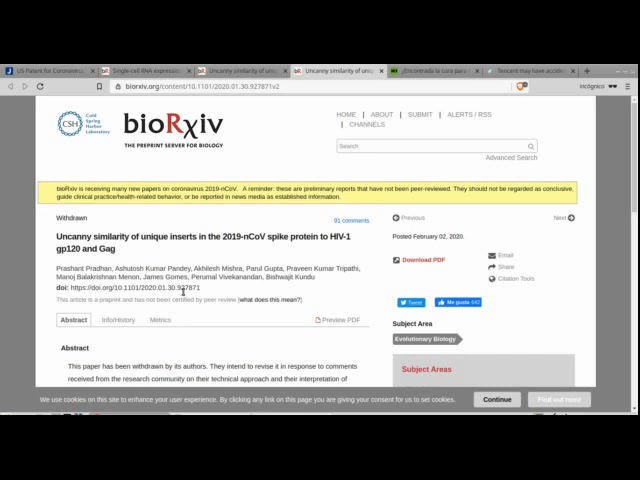 US Patent for Coronavirus,
Single-cell RNA expression
Uncanny similarity of uniq
Uncanny similarity of uniq
¿Encontrada la cura para
Tencent may have accide
biorxiv.org/content/10.1101/2020.01.30.927871v2
Incógnito
CSH
Cold
Spring
Harbor
Laboratory
bioRxiv
THE PREPRINT SERVER FOR BIOLOGY
HOME | ABOUT | SUBMIT | ALERTS / RSS
| CHANNELS
Search
Advanced Search
bioRxiv is receiving many new papers on coronavirus 2019-nCoV. A reminder: these are preliminary reports that have not been peer-reviewed. They should not be regarded as conclusive,
guide clinical practice/health-related behavior, or be reported in news media as established information.
Withdrawn
91 comments
Uncanny similarity of unique inserts in the 2019-nCoV spike protein to HIV-1
gp120 and Gag
Prashant Pradhan, Ashutosh Kumar Pandey, Akhilesh Mishra, Parul Gupta, Praveen Kumar Tripathi,
Manoj Balakrishnan Menon, James Gomes, Perumal Vivekanandan, Bishwajit Kundu
doi: https://doi.org/10.1101/2020.01.30.927871
This article is a preprint and has not been certified by peer review [what does this mean?].
Abstract
Info/History
Metrics
Preview PDF
Abstract
This paper has been withdrawn by its authors. They intend to revise it in response to comments
received from the research community on their technical approach and their interpretation of
Previous
Next
Posted February 02, 2020.
Download PDF
Email
Share
Citation Tools
Tweet
Me gusta 642
Subject Area
Evolutionary Biology
Subject Areas
We use cookies on this site to enhance your user experience. By clicking any link on this page you are giving your consent for us to set cookies.
Continue
Find out more